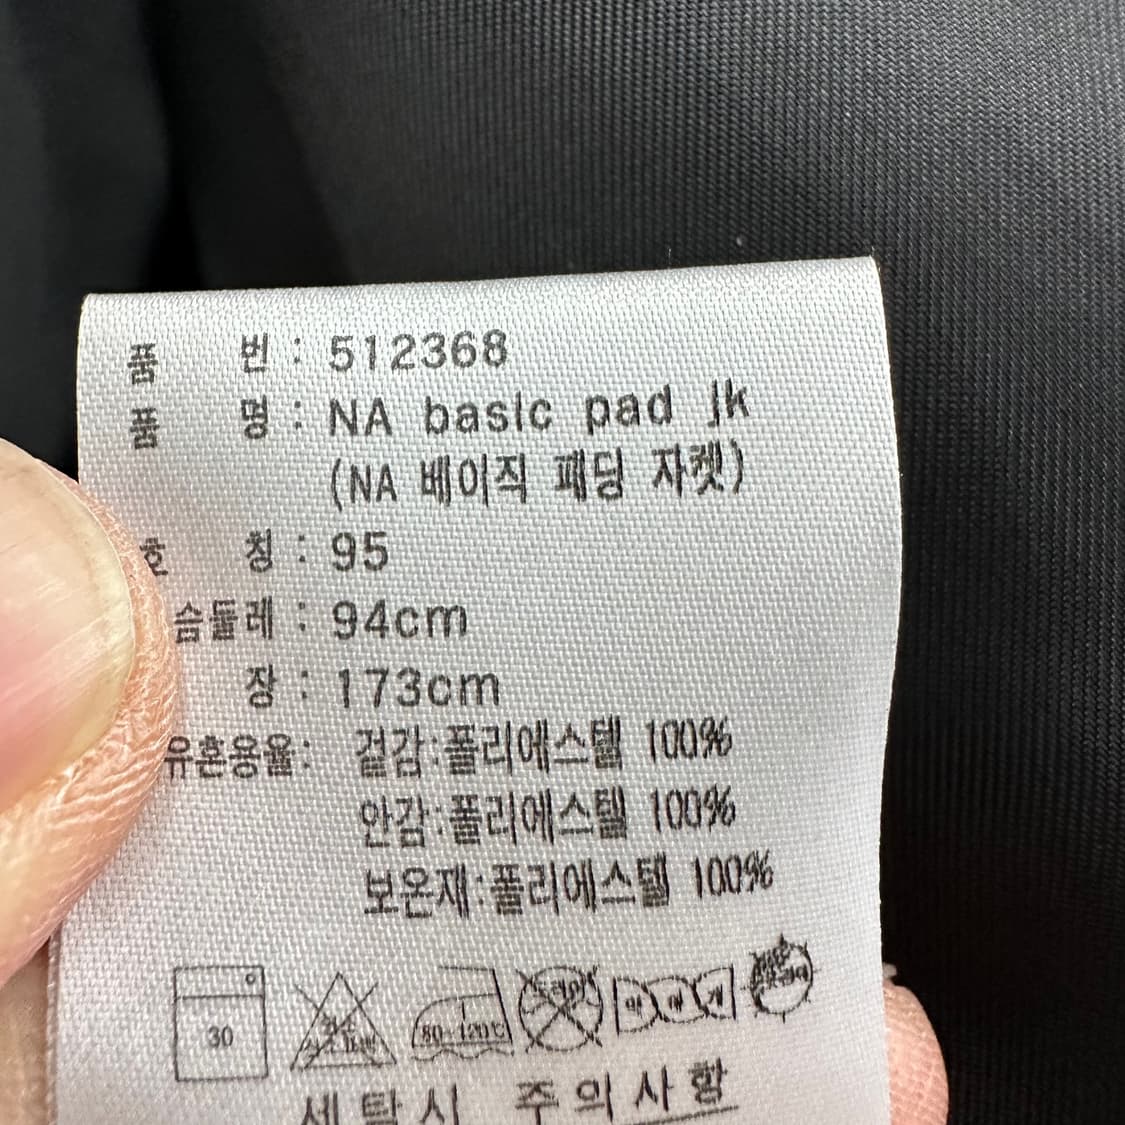 품 번 : 512368
품 명 : NA basic pad jk
(NA 베이직 패딩 자켓)
호 칭 : 95
슴둘레 : 94cm
장 : 173cm
유혼용율: 겉감:폴리에스텔 100%
안감:폴리에스텔 100%
보온재:폴리에스텔 100%
30
80~120℃
세탁시 주의사항